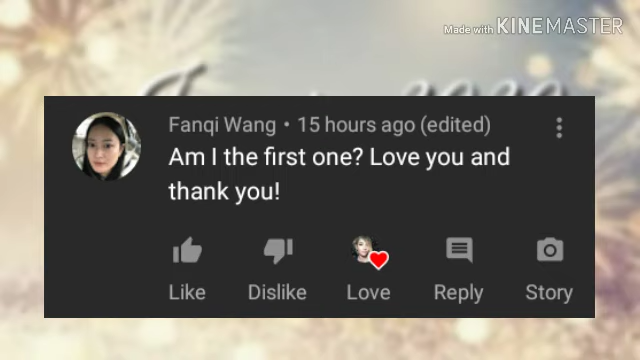 Made with KINEMASTER
Fanqi Wang • 15 hours ago (edited)
Am I the first one? Love you and
thank you!
Like Dislike Love Reply Story